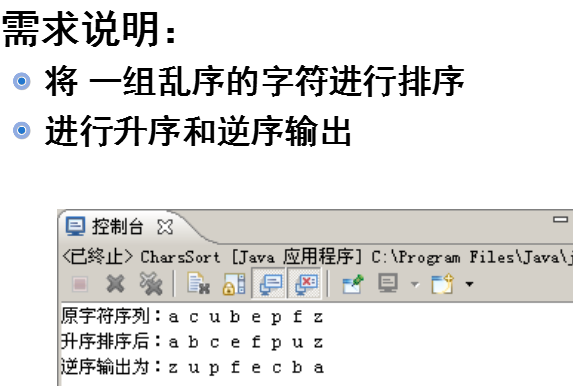 需求说明：
将 一组乱序的字符进行排序
进行升序和逆序输出
控制台
<已终止> CharsSort [Java 应用程序] C:\Program Files\Java\j
原字符序列：a c u b e p f z
升序排序后：a b c e f p u z
逆序输出为：z u p f e c b a